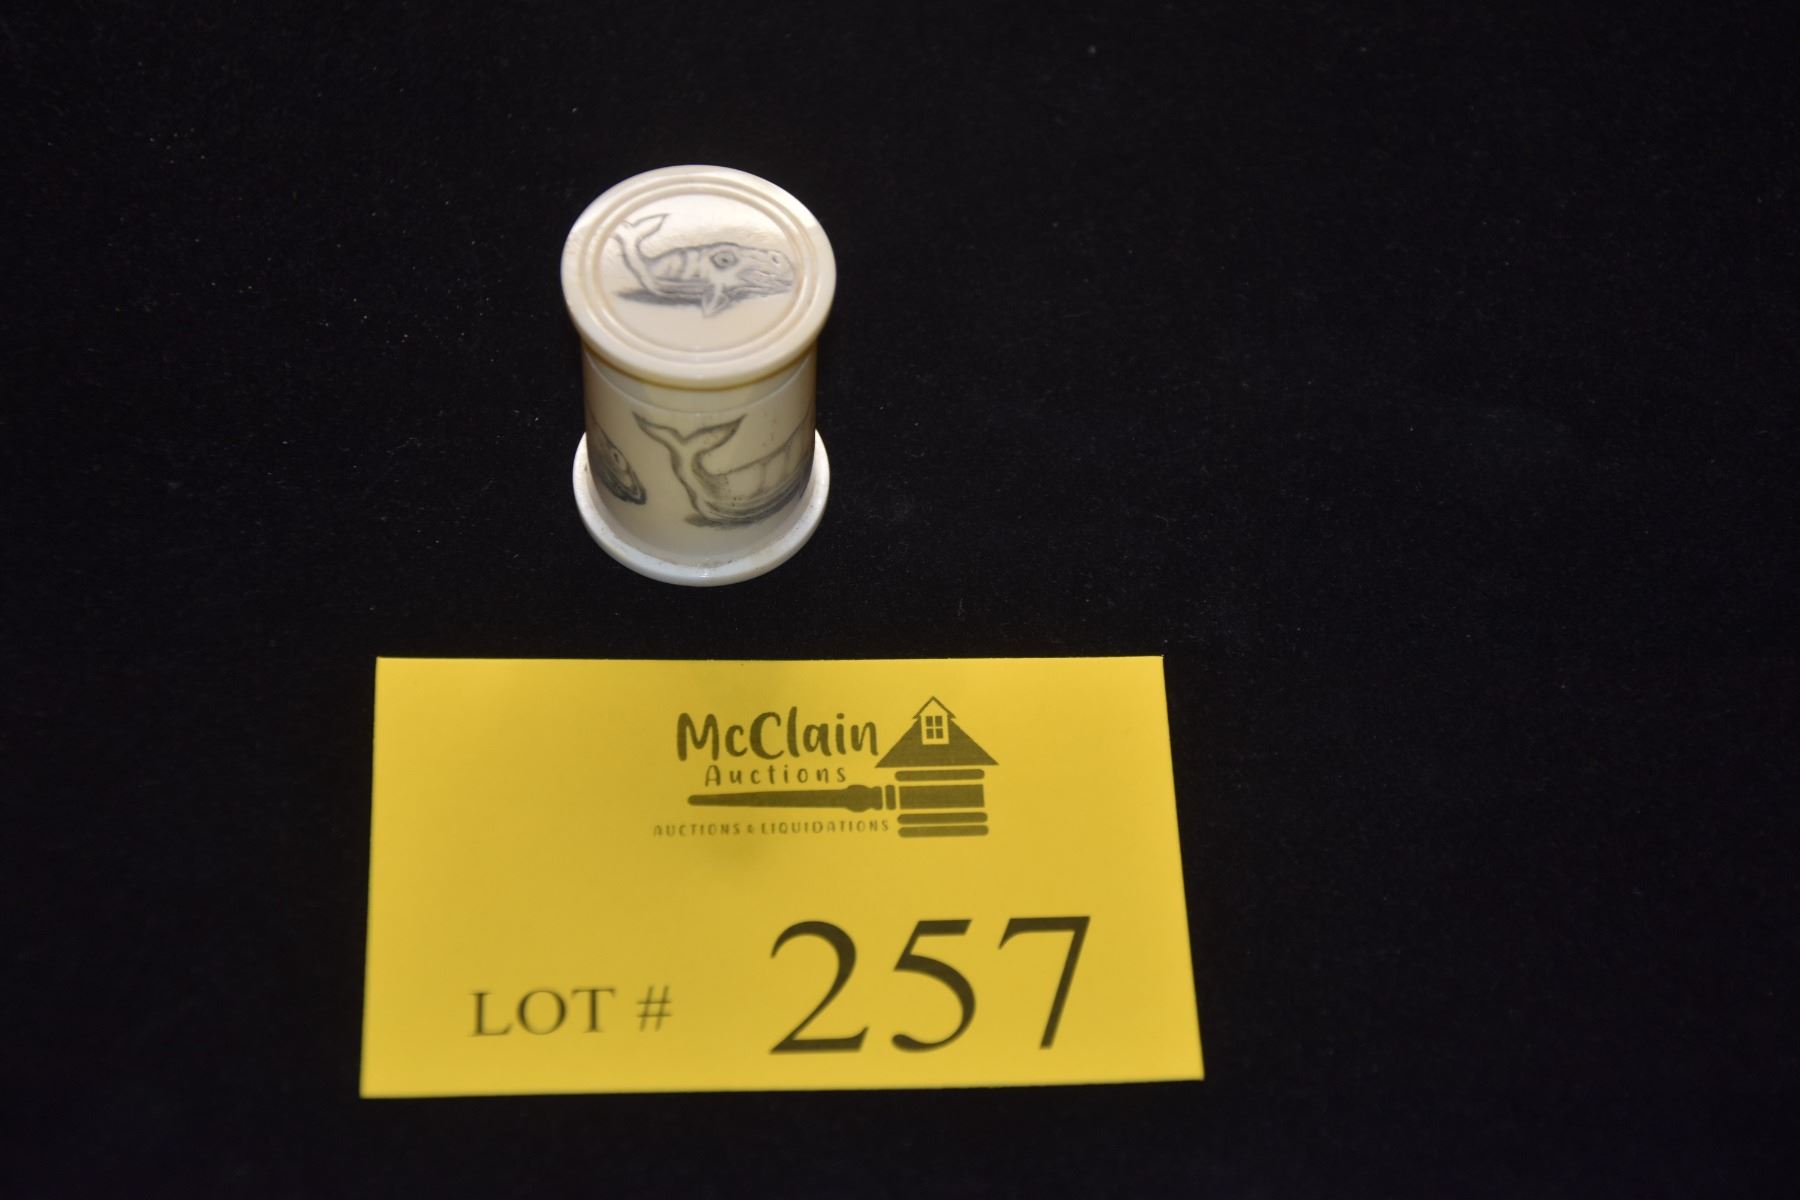 McClain
Auctions
AUCTIONS & LIQUIDATIONS
LOT # 257